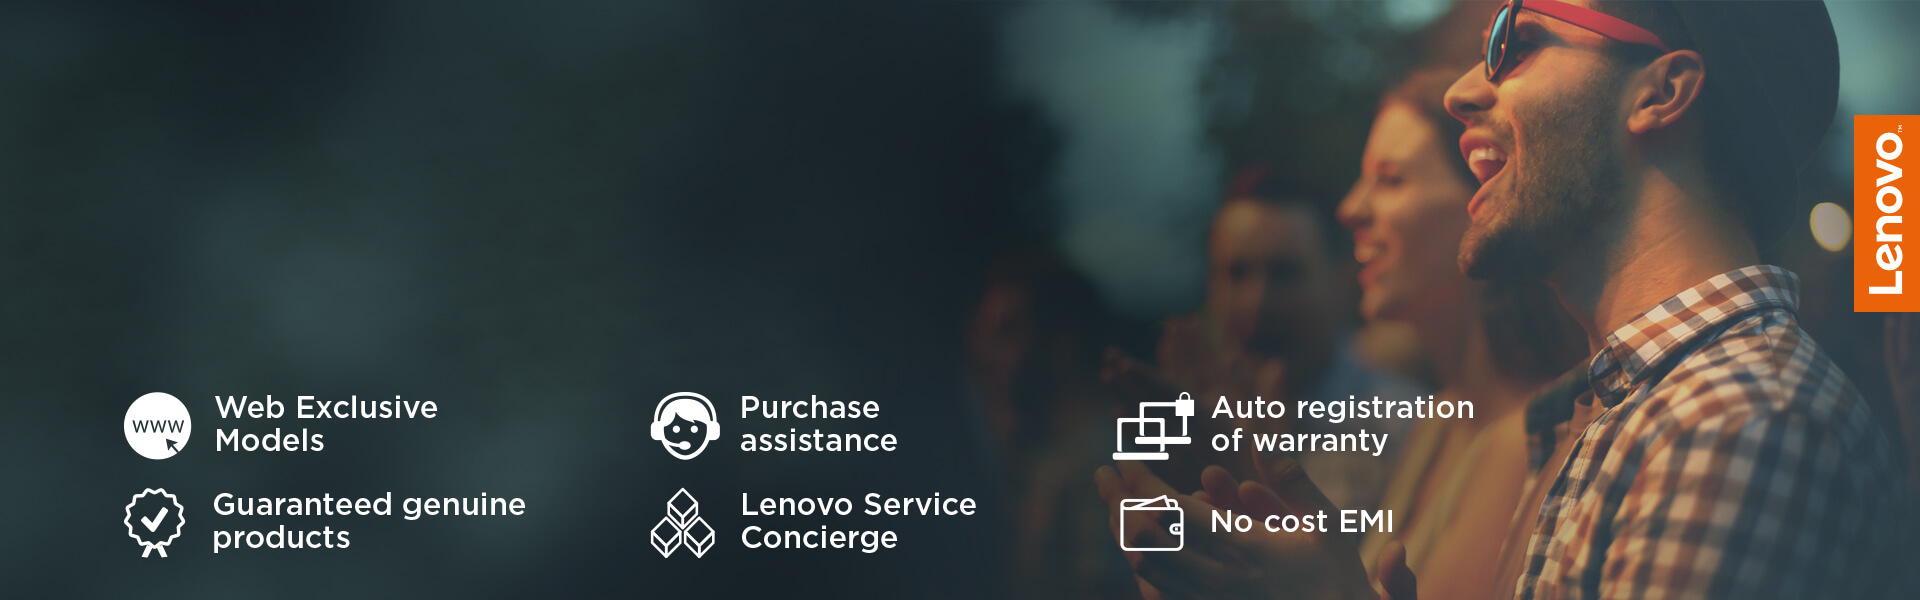 Lenovo™
Web Exclusive
Models
Purchase
assistance
Auto registration
of warranty
www
Guaranteed genuine
products
Lenovo Service
Concierge
No cost EMI